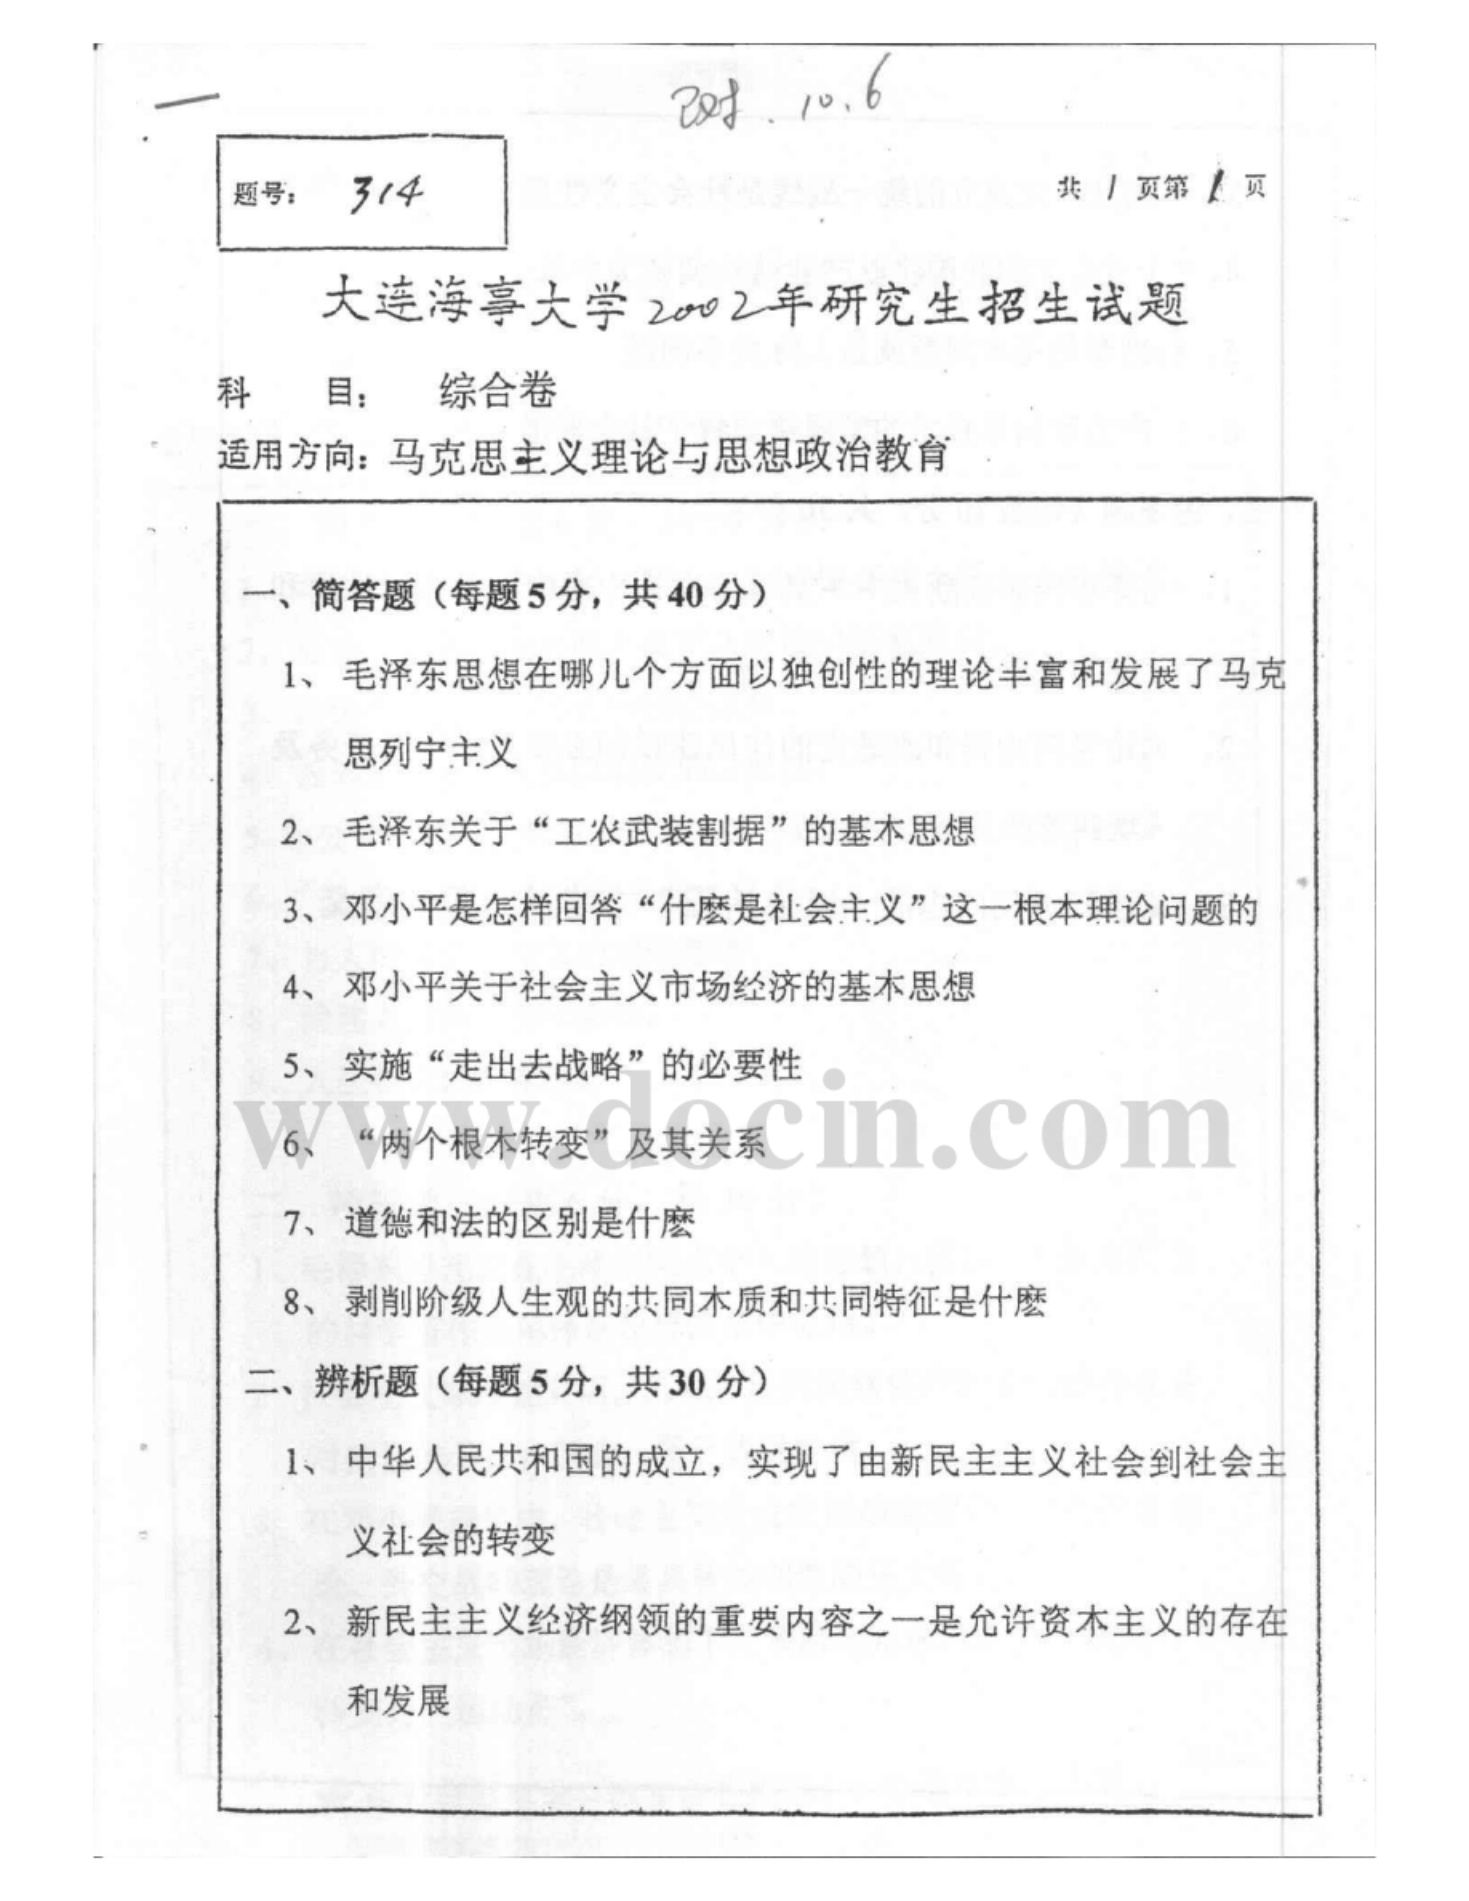 已对. 10.6
题号: 314
共 1 页第 1 页
大连海事大学2002年研究生招生试题
科 目: 综合卷
适用方向: 马克思主义理论与思想政治教育
一、简答题（每题5分，共40分）
1、毛泽东思想在哪几个方面以独创性的理论丰富和发展了马克
思列宁主义
2、毛泽东关于“工农武装割据”的基本思想
3、邓小平是怎样回答“什麽是社会主义”这一根本理论问题的
4、邓小平关于社会主义市场经济的基本思想
5、实施“走出去战略”的必要性
www.docin.com
6、“两个根本转变”及其关系
7、道德和法的区别是什麽
8、剥削阶级人生观的共同本质和共同特征是什麽
二、辨析题（每题5分，共30分）
1、中华人民共和国的成立，实现了由新民主主义社会到社会主
义社会的转变
2、新民主主义经济纲领的重要内容之一是允许资本主义的存在
和发展